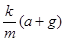 k/m (a + g)